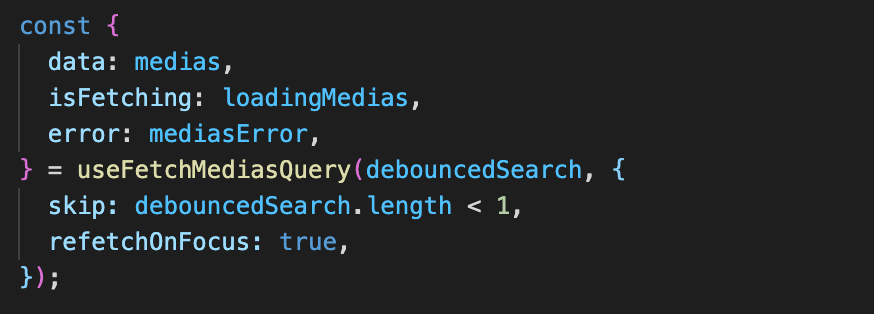 const {
  data: medias,
  isFetching: loadingMedias,
  error: mediasError,
} = useFetchMediasQuery(debouncedSearch, {
  skip: debouncedSearch.length < 1,
  refetchOnFocus: true,
});